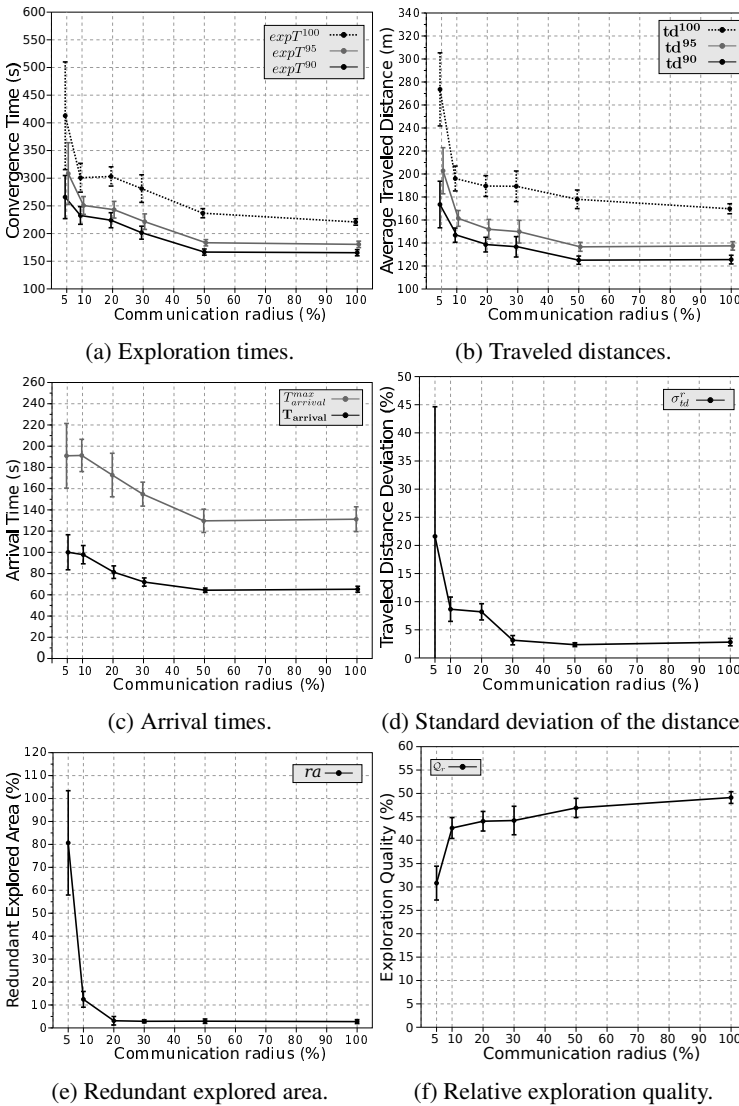 600
550
500
450
400
350
300
250
200
150
100
Convergence Time (s)
expT^100
expT^95
expT^90
5 10 20 30 40 50 60 70 80 90 100
Communication radius (%)
(a) Exploration times.
340
320
300
280
260
240
220
200
180
160
140
120
100
Average Traveled Distance (m)
td^100
td^95
td^90
5 10 20 30 40 50 60 70 80 90 100
Communication radius (%)
(b) Traveled distances.
260
240
220
200
180
160
140
120
100
80
60
40
20
0
Arrival Time (s)
T^max_arrival
T_arrival
5 10 20 30 40 50 60 70 80 90 100
Communication radius (%)
(c) Arrival times.
50
45
40
35
30
25
20
15
10
5
0
Traveled Distance Deviation (%)
σ^r_td
5 10 20 30 40 50 60 70 80 90 100
Communication radius (%)
(d) Standard deviation of the distance
120
110
100
90
80
70
60
50
40
30
20
10
0
Redundant Explored Area (%)
ra
5 10 20 30 40 50 60 70 80 90 100
Communication radius (%)
(e) Redundant explored area.
60
55
50
45
40
35
30
25
20
15
10
5
0
Exploration Quality (%)
Q_r
5 10 20 30 40 50 60 70 80 90 100
Communication radius (%)
(f) Relative exploration quality.